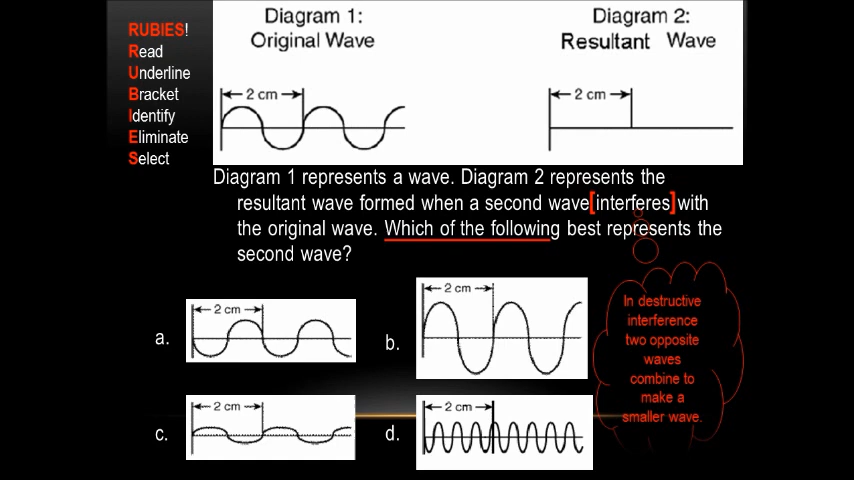 RUBIES!
Read
Underline
Bracket
Identify
Eliminate
Select
Diagram 1:
Original Wave
2 cm
Diagram 2:
Resultant Wave
2 cm
Diagram 1 represents a wave. Diagram 2 represents the
resultant wave formed when a second wave[interferes]with
the original wave. Which of the following best represents the
second wave?
a.
2 cm
b.
2 cm
c.
2 cm
d.
2 cm
In destructive
interference
two opposite
waves
combine to
make a
smaller wave.